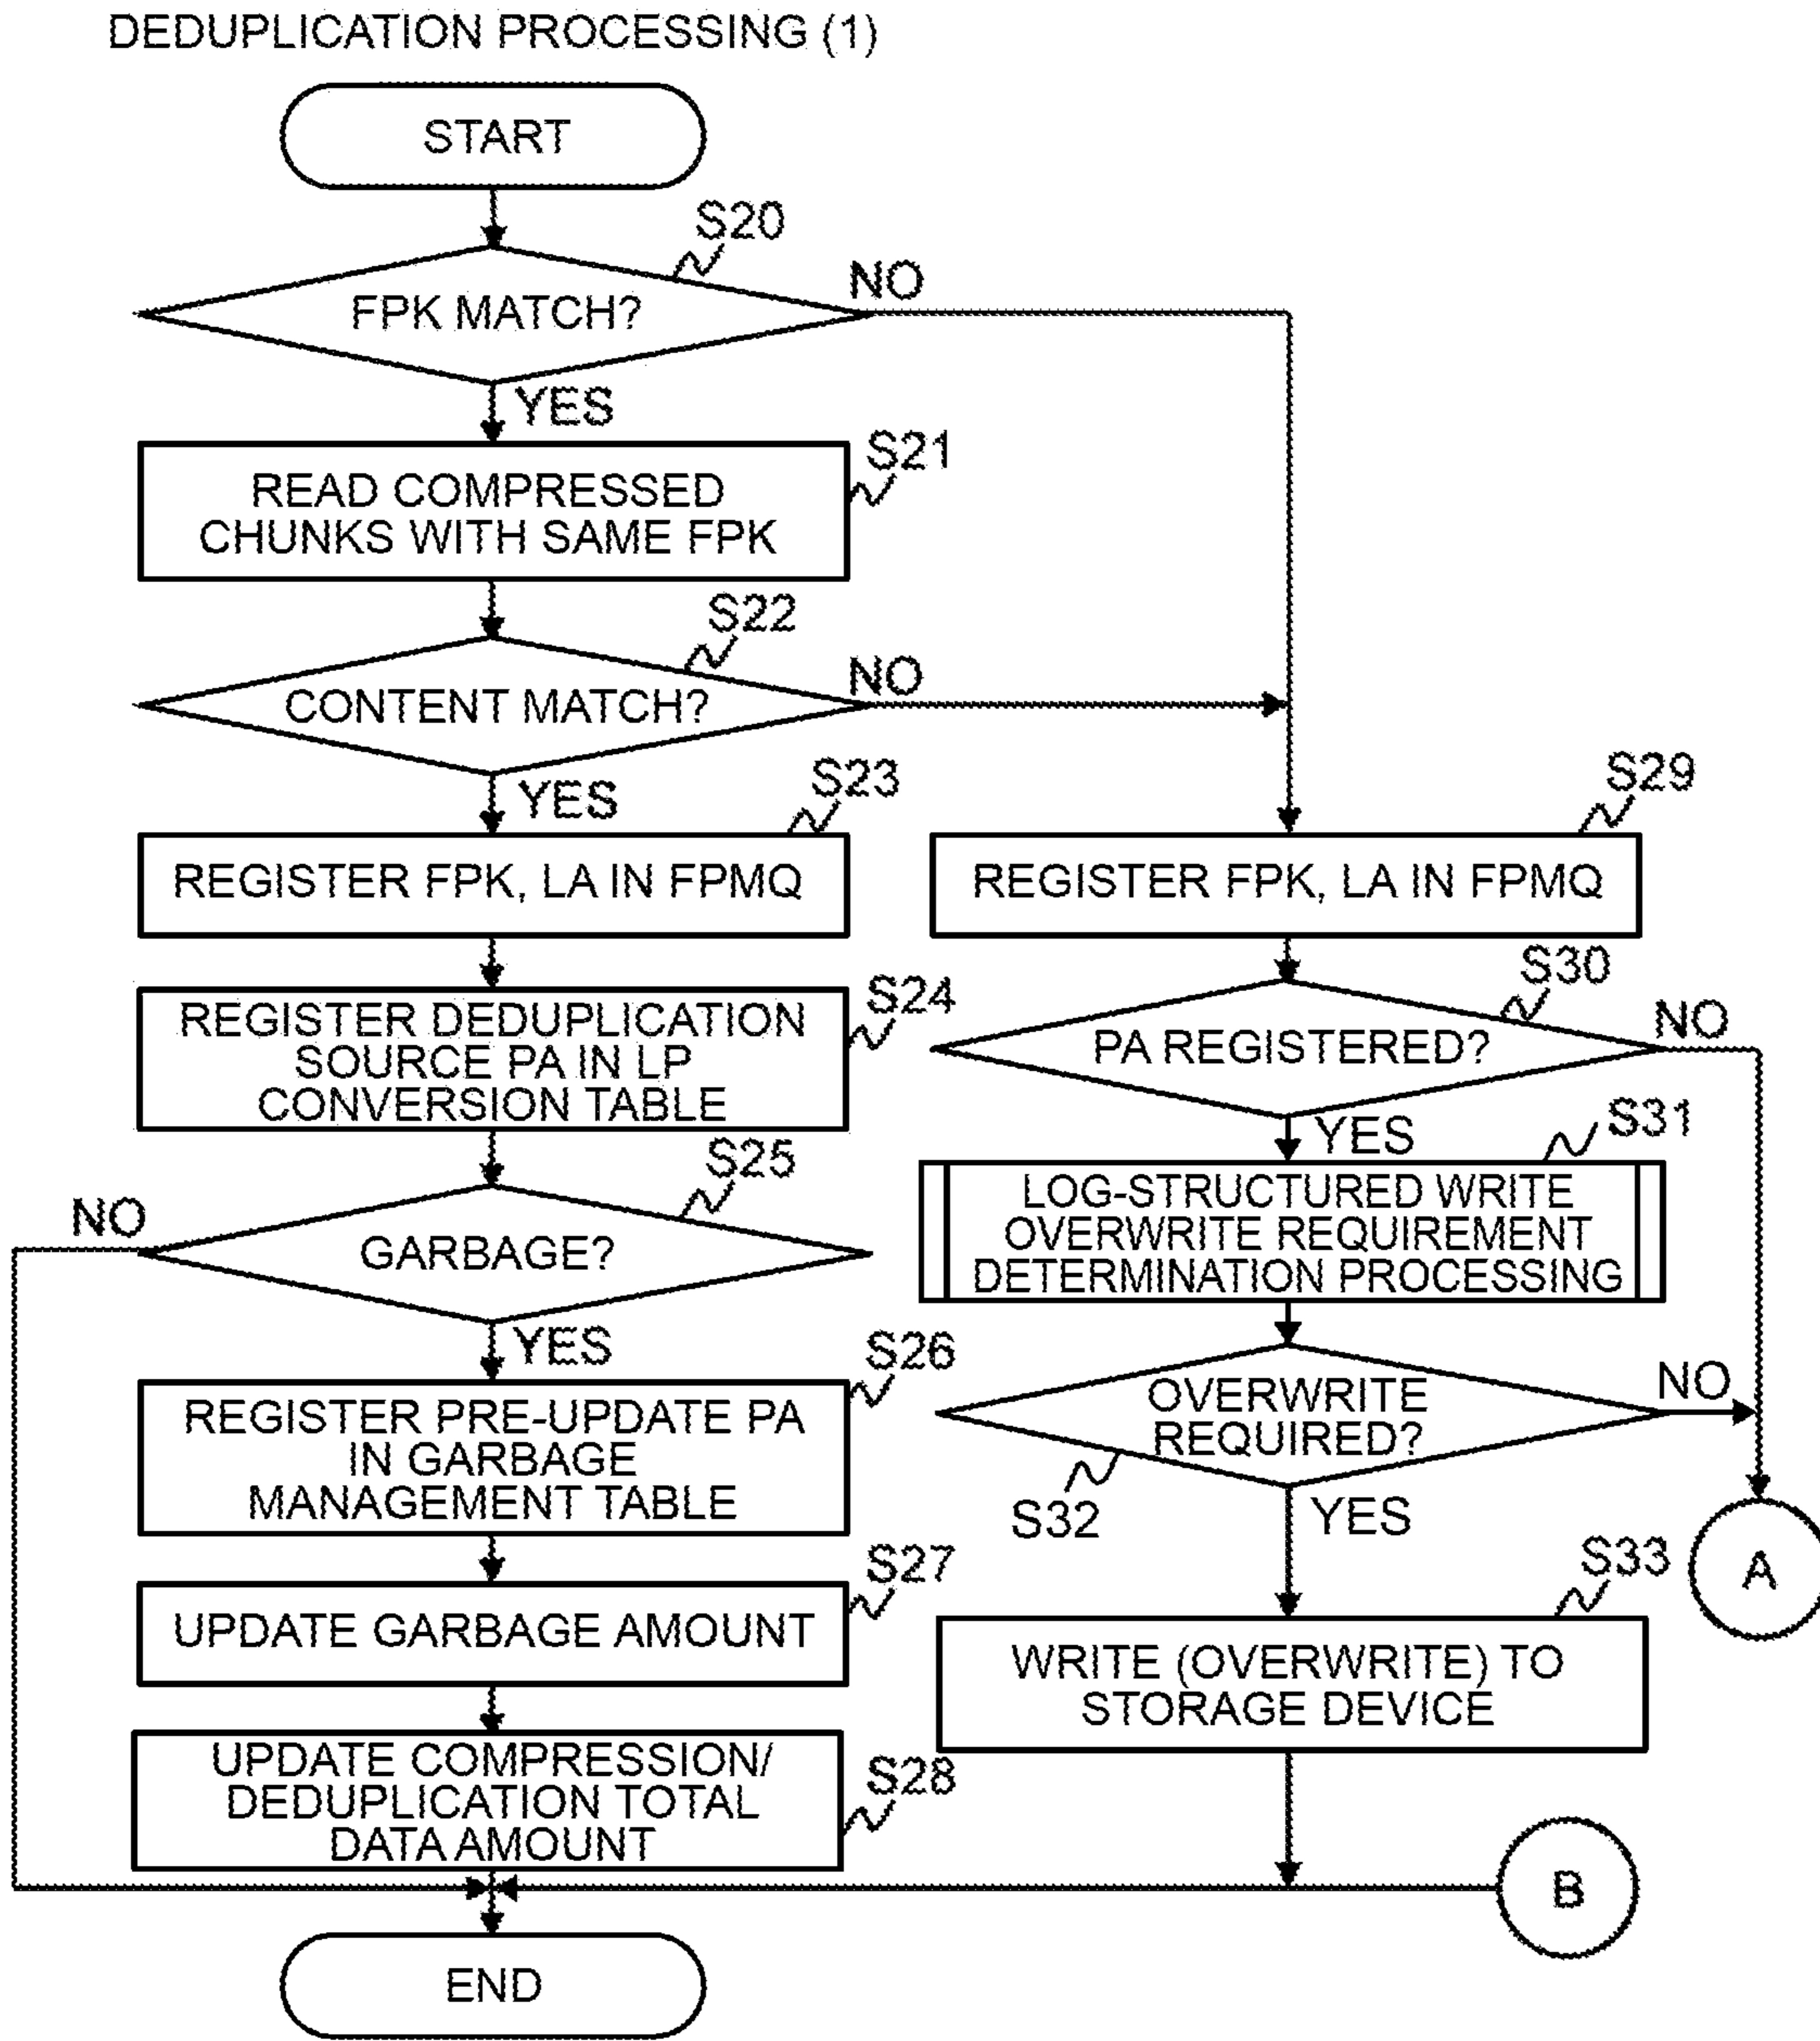 DEDUPLICATION PROCESSING (1)
START
S20
FPK MATCH?
NO
YES
S21
READ COMPRESSED
CHUNKS WITH SAME FPK
S22
CONTENT MATCH?
NO
YES
S23
REGISTER FPK, LA IN FPMQ
S24
REGISTER DEDUPLICATION
SOURCE PA IN LP
CONVERSION TABLE
S25
NO
GARBAGE?
YES
S26
REGISTER PRE-UPDATE PA
IN GARBAGE
MANAGEMENT TABLE
S27
UPDATE GARBAGE AMOUNT
UPDATE COMPRESSION/
DEDUPLICATION TOTAL
DATA AMOUNT
S28
END
S29
REGISTER FPK, LA IN FPMQ
S30
PA REGISTERED?
NO
YES
S31
LOG-STRUCTURED WRITE
OVERWRITE REQUIREMENT
DETERMINATION PROCESSING
OVERWRITE
REQUIRED?
NO
S32
YES
A
S33
WRITE (OVERWRITE) TO
STORAGE DEVICE
B